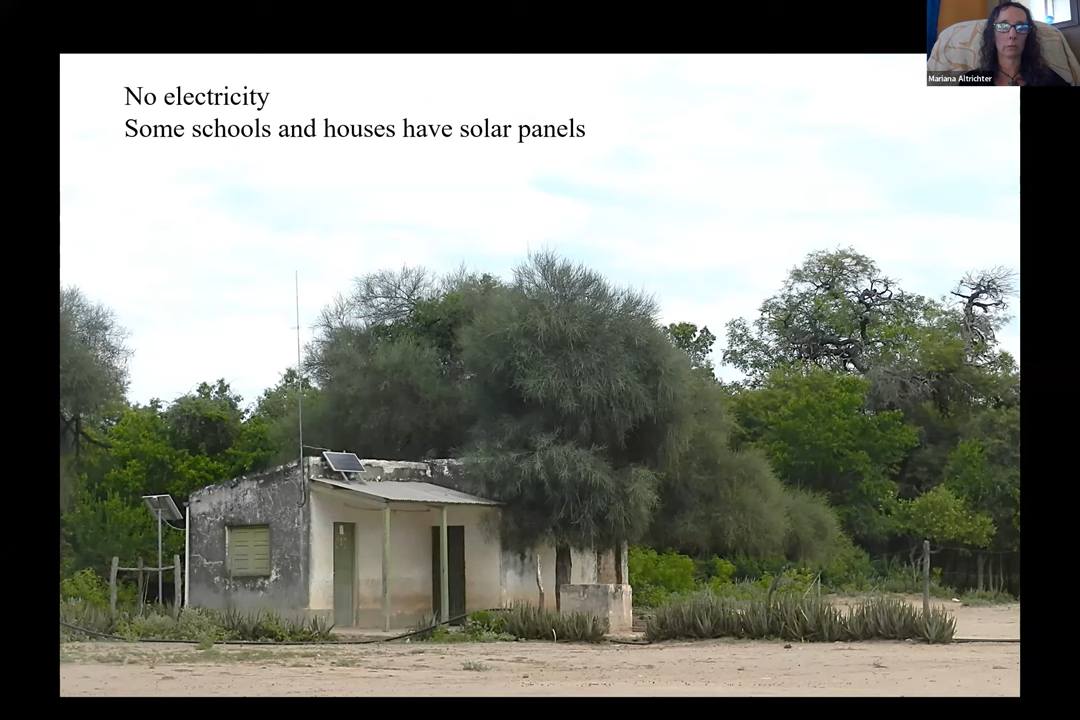 No electricity
Some schools and houses have solar panels
Mariana Altrichter